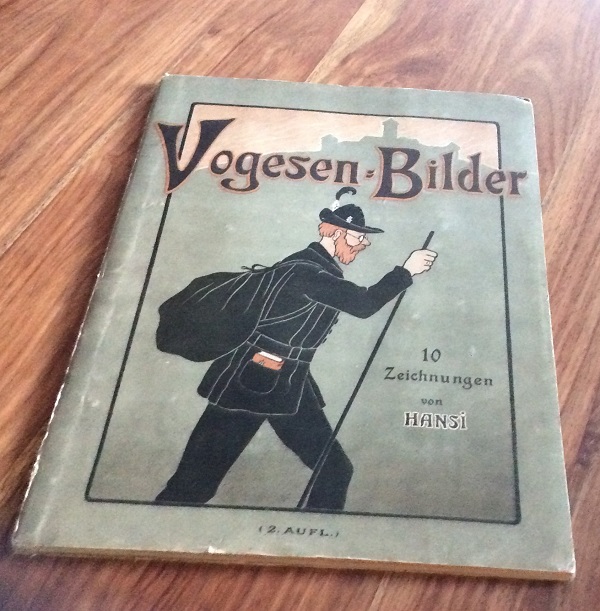 Vogesen=Bilder
10
Zeichnungen
von
HANSi
(2. AUFL.)